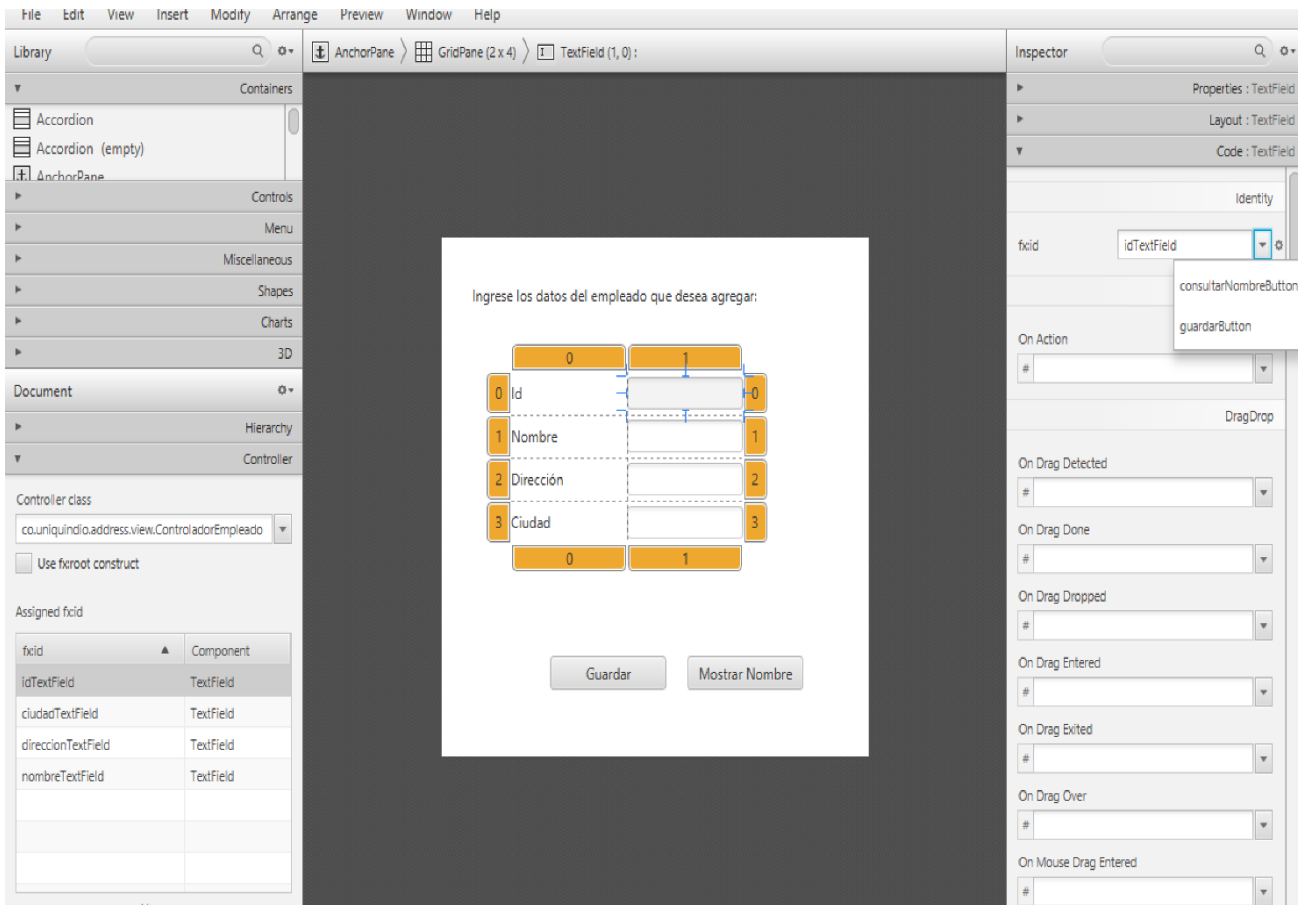 File Edit View Insert Modify Arrange Preview Window Help
Library
Containers
Accordion
Accordion (empty)
AnchorPane
Controls
Menu
Miscellaneous
Shapes
Charts
3D
Document
Hierarchy
Controller
Controller class
co.uniquindio.address.view.ControladorEmpleado
Use fx:root construct
Assigned fx:id
fx:id Component
idTextField TextField
ciudadTextField TextField
direccionTextField TextField
nombreTextField TextField
AnchorPane GridPane (2 x 4) TextField (1, 0) :
Ingrese los datos del empleado que desea agregar:
0 1
0 Id 0
1 Nombre 1
2 Dirección 2
3 Ciudad 3
0 1
Guardar Mostrar Nombre
Inspector
Properties : TextField
Layout : TextField
Code : TextField
Identity
fx:id idTextField
consultarNombreButton
guardarButton
On Action
#
DragDrop
On Drag Detected
#
On Drag Done
#
On Drag Dropped
#
On Drag Entered
#
On Drag Exited
#
On Drag Over
#
On Mouse Drag Entered
#